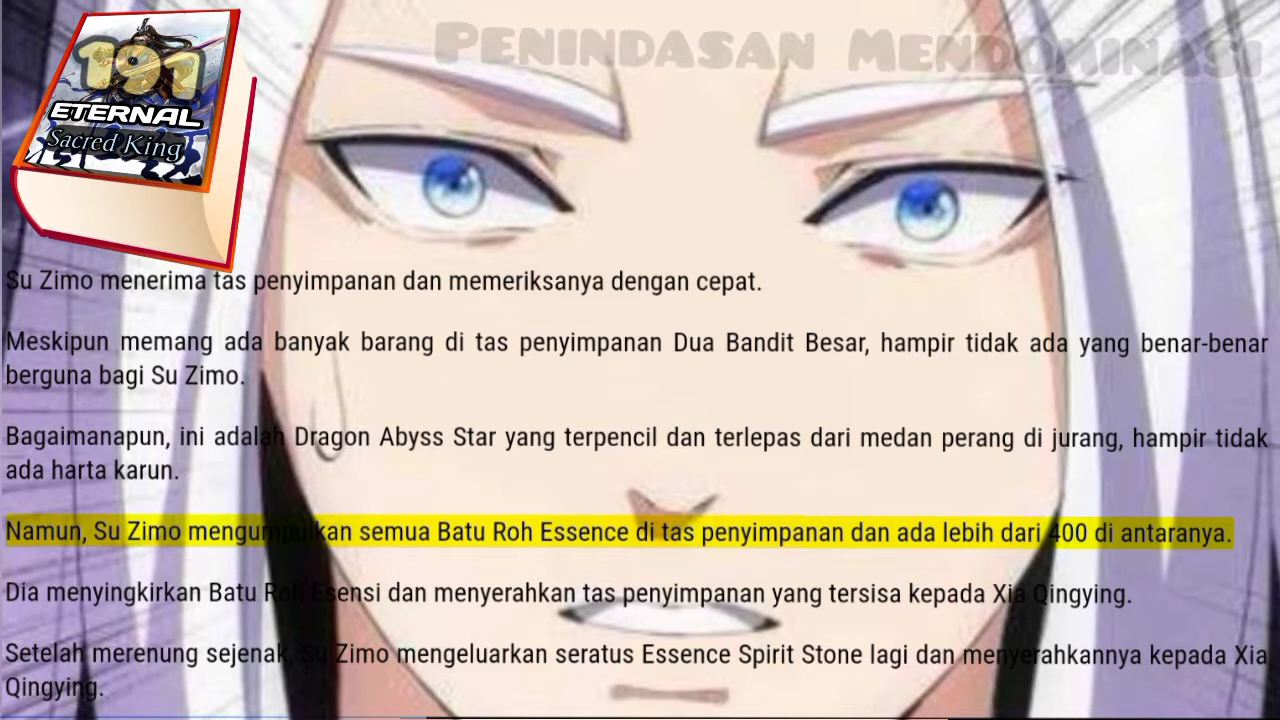 PENINDASAN MENDOMINASI
191
ETERNAL
Sacred King
Su Zimo menerima tas penyimpanan dan memeriksanya dengan cepat.
Meskipun memang ada banyak barang di tas penyimpanan Dua Bandit Besar, hampir tidak ada yang benar-benar
berguna bagi Su Zimo.
Bagaimanapun, ini adalah Dragon Abyss Star yang terpencil dan terlepas dari medan perang di jurang, hampir tidak
ada harta karun.
Namun, Su Zimo mengumpulkan semua Batu Roh Essence di tas penyimpanan dan ada lebih dari 400 di antaranya.
Dia menyingkirkan Batu Roh Esensi dan menyerahkan tas penyimpanan yang tersisa kepada Xia Qingying.
Setelah merenung sejenak, Su Zimo mengeluarkan seratus Essence Spirit Stone lagi dan menyerahkannya kepada Xia
Qingying.